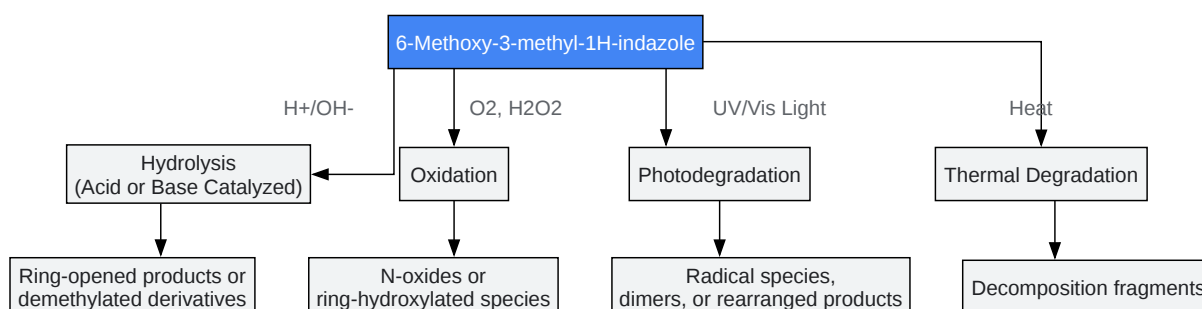 6-Methoxy-3-methyl-1H-indazole
H+/OH-
O2, H2O2
UV/Vis Light
Heat
Hydrolysis
(Acid or Base Catalyzed)
Oxidation
Photodegradation
Thermal Degradation
Ring-opened products or
demethylated derivatives
N-oxides or
ring-hydroxylated species
Radical species,
dimers, or rearranged products
Decomposition fragments